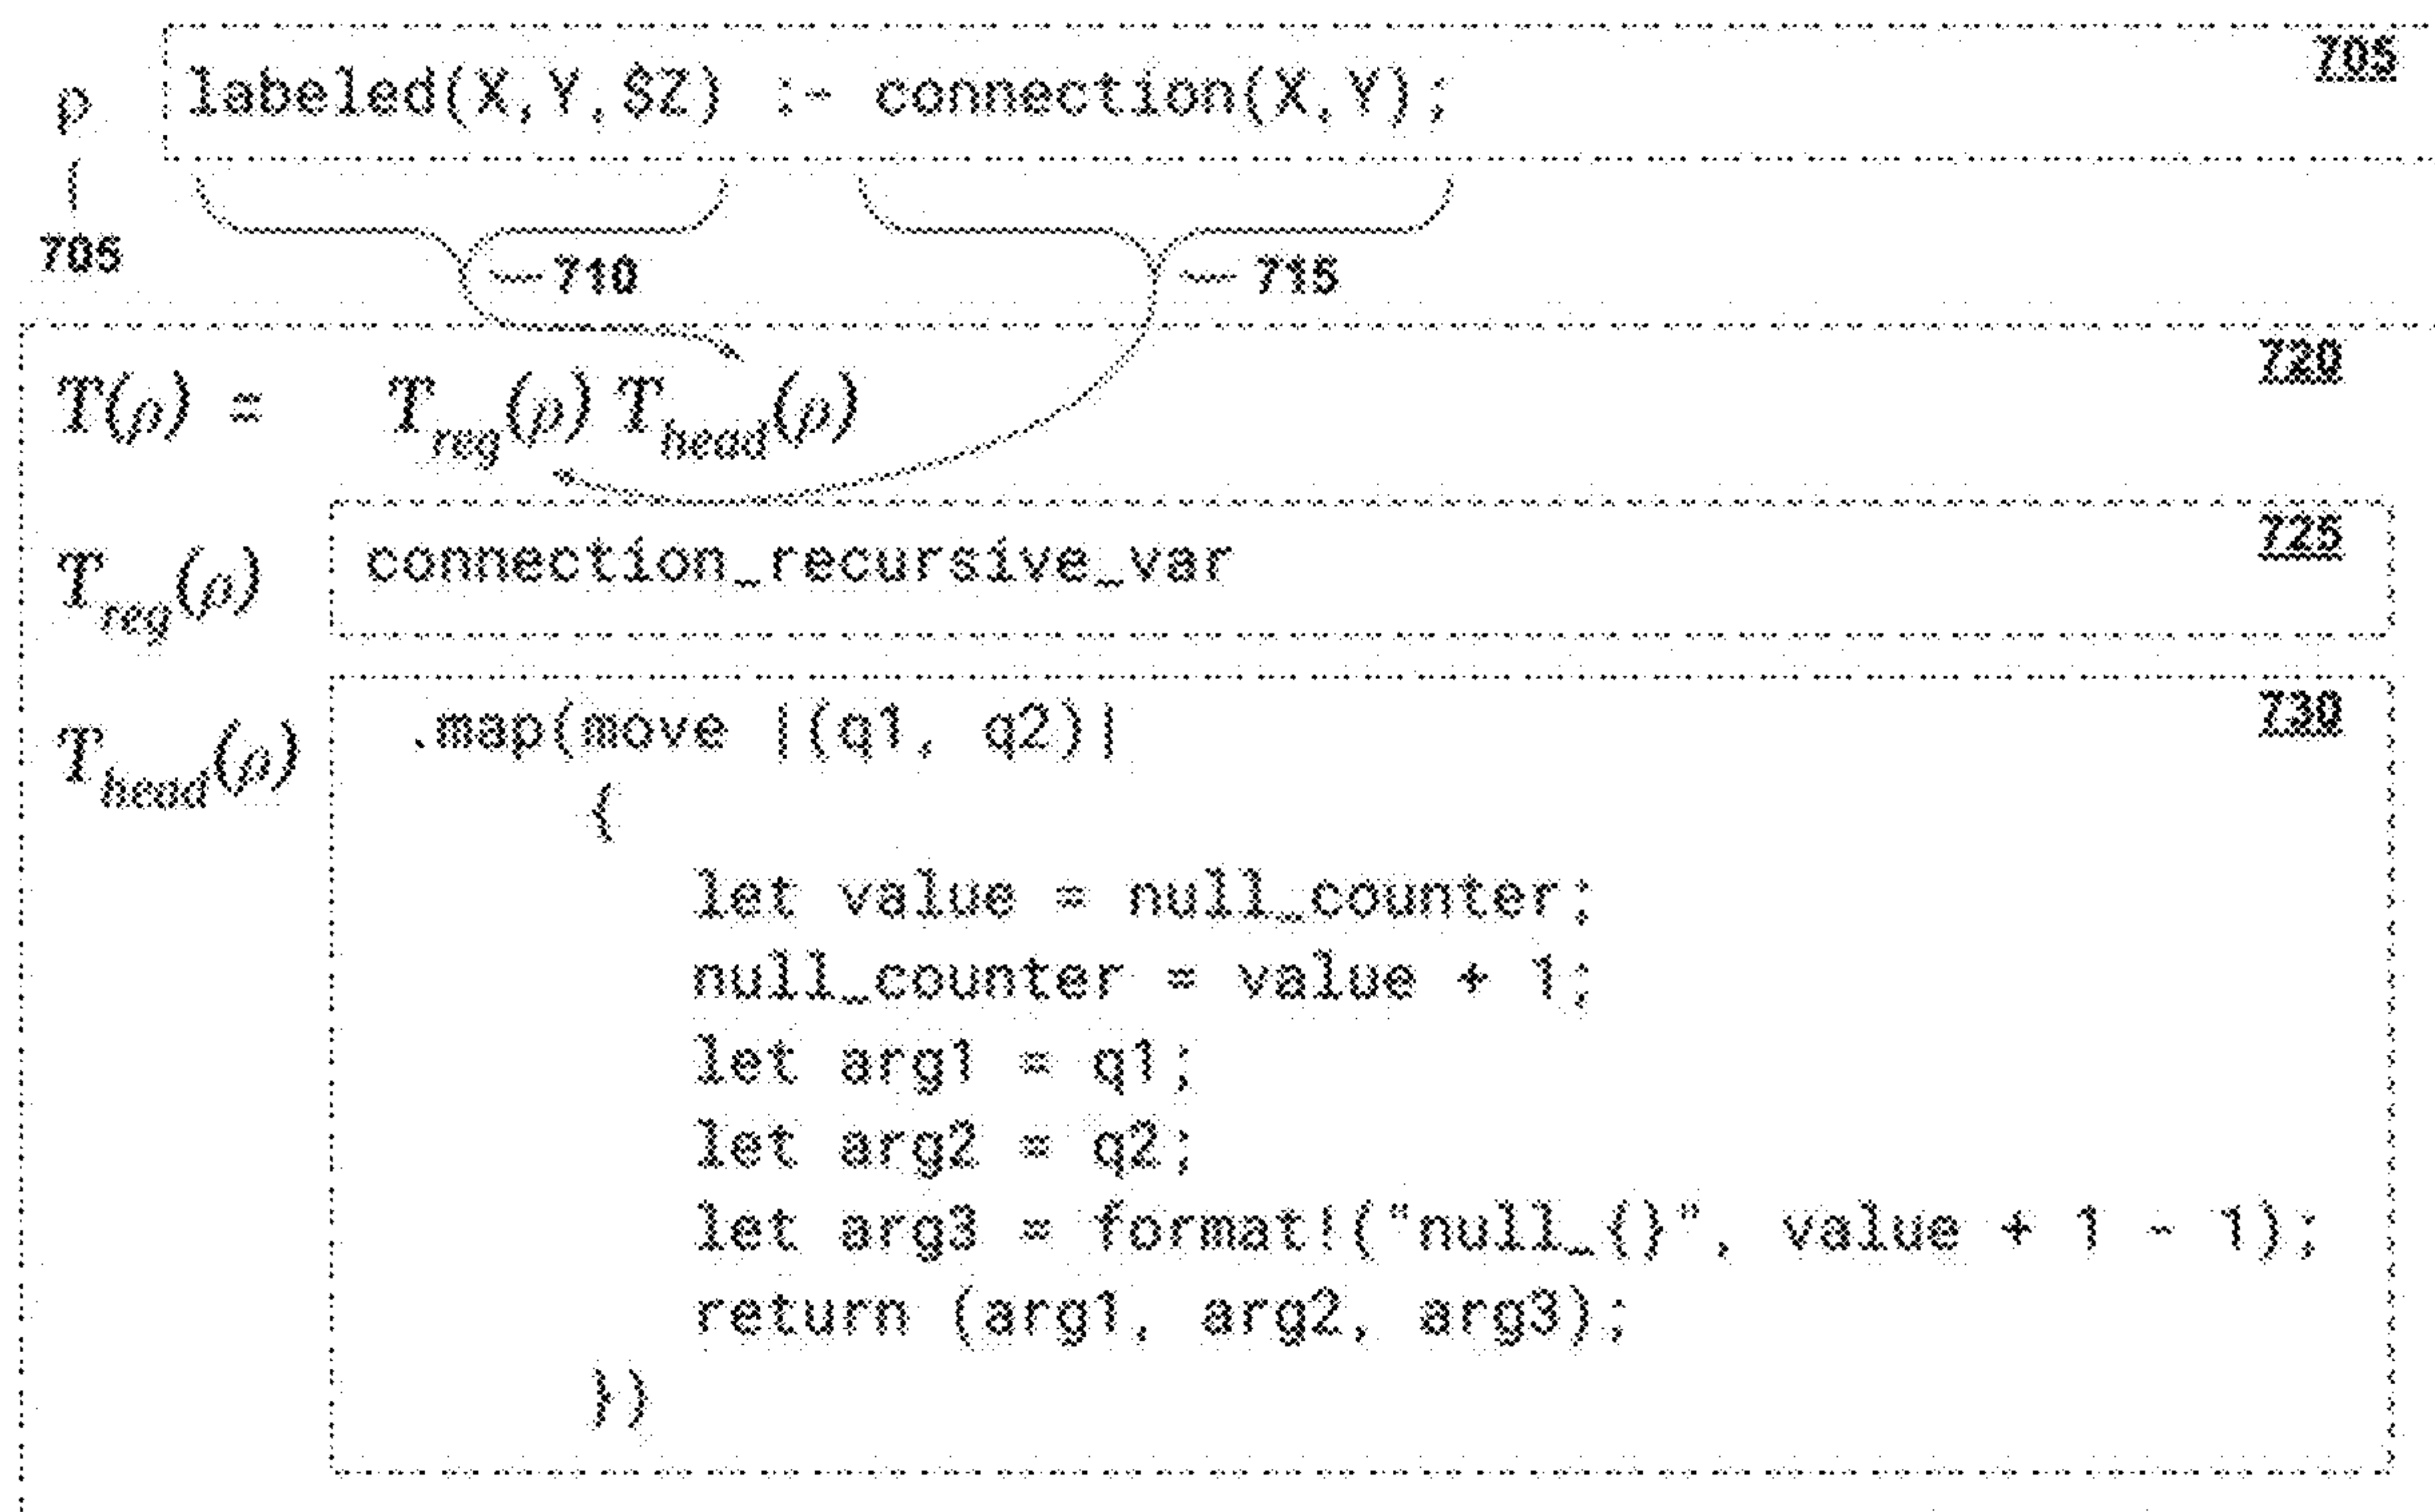 705
ρ labeled(X,Y,$Z) :- connection(X,Y);
705
710
715
720
T(ρ) = T_reg(ρ) T_head(ρ)
725
T_reg(ρ) connection_recursive_var
730
T_head(ρ) .map(move |(q1, q2)|
{
let value = null_counter;
null_counter = value + 1;
let arg1 = q1;
let arg2 = q2;
let arg3 = format!("null_{}", value + 1 - 1);
return (arg1, arg2, arg3);
})